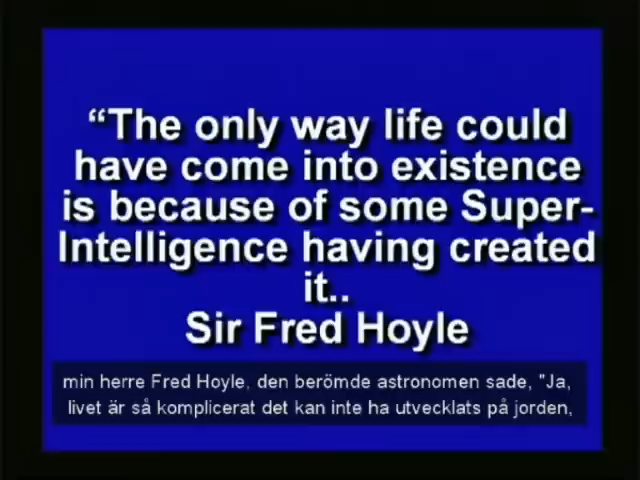 “The only way life could
have come into existence
is because of some Super-
Intelligence having created
it..
Sir Fred Hoyle
min herre Fred Hoyle, den berömde astronomen sade, "Ja,
livet är så komplicerat det kan inte ha utvecklats på jorden,